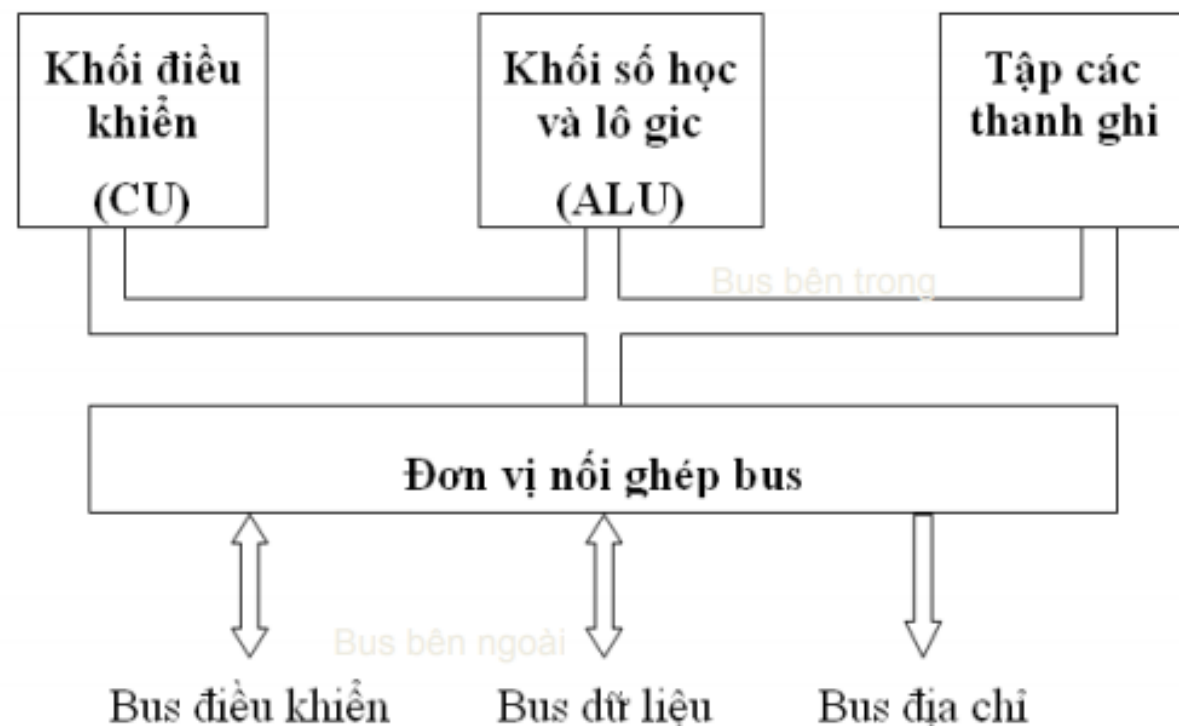 Khối điều
khiển
(CU)
Khối số học
và lô gic
(ALU)
Tập các
thanh ghi
Bus bên trong
Đơn vị nối ghép bus
Bus bên ngoài
Bus điều khiển
Bus dữ liệu
Bus địa chỉ